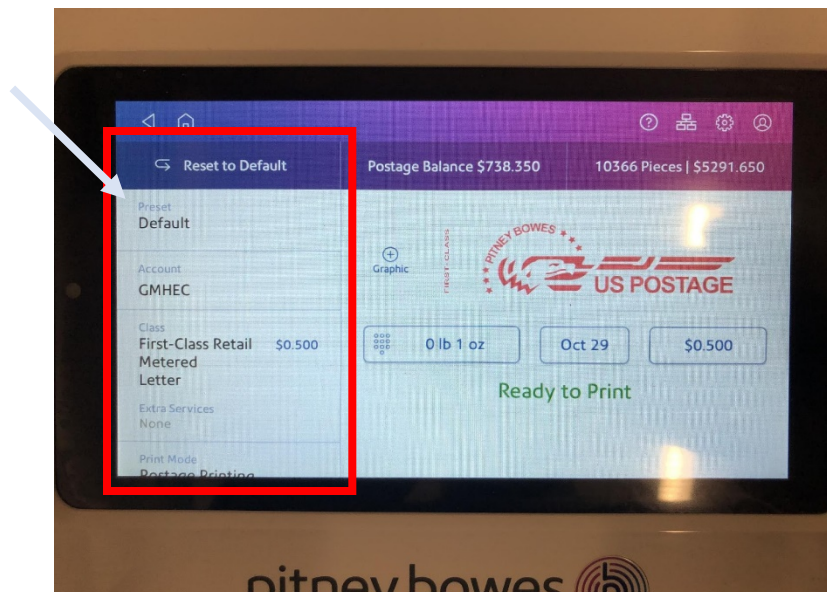 Reset to Default
Postage Balance $738.350
10366 Pieces | $5291.650
Preset
Default
Account
GMHEC
Class
First-Class Retail $0.500
Metered
Letter
Extra Services
None
Print Mode
Postage Printing
Graphic
FIRST-CLASS
PITNEY BOWES
US POSTAGE
0 lb 1 oz
Oct 29
$0.500
Ready to Print
pitney bowes